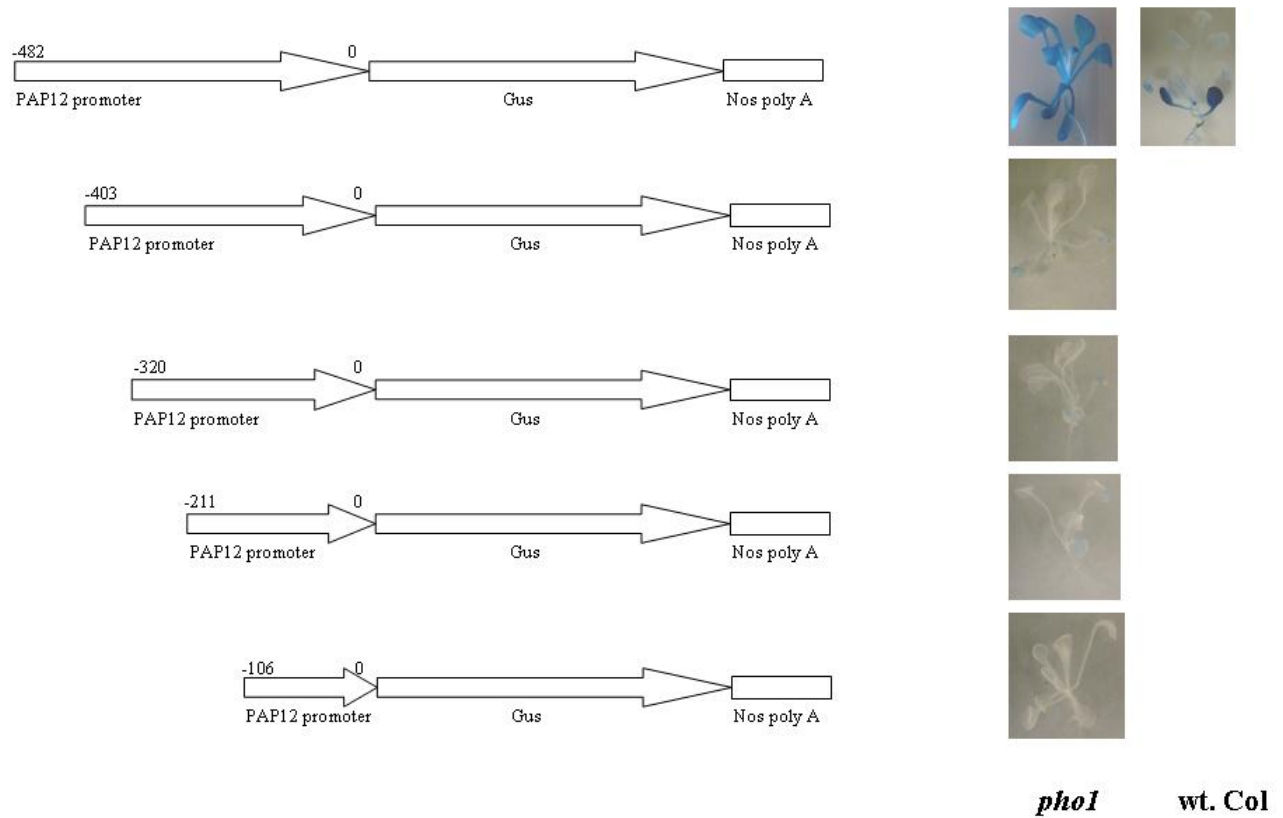 -482 0
PAP12 promoter Gus Nos poly A
-403 0
PAP12 promoter Gus Nos poly A
-320 0
PAP12 promoter Gus Nos poly A
-211 0
PAP12 promoter Gus Nos poly A
-106 0
PAP12 promoter Gus Nos poly A
pho1 wt. Col